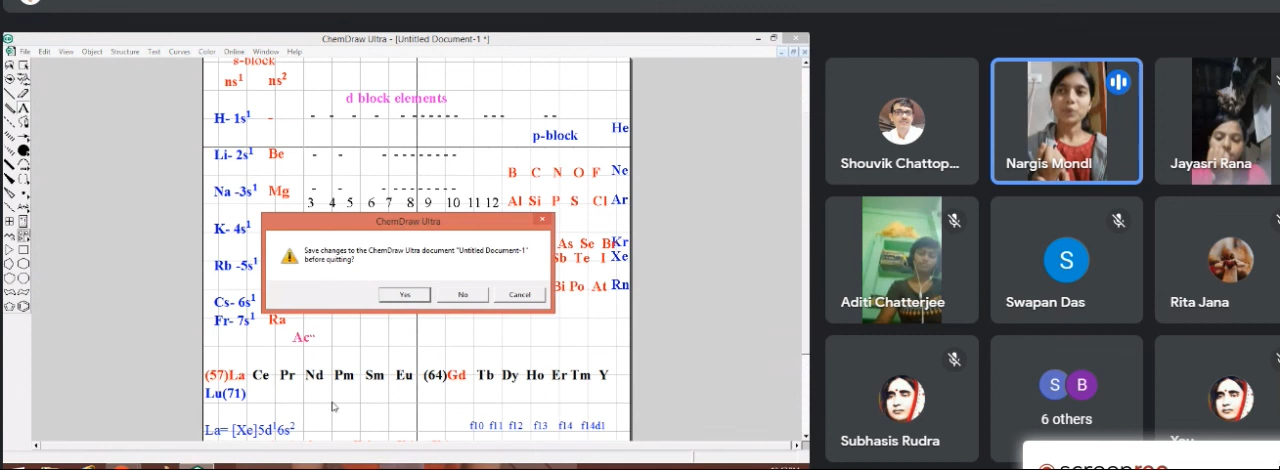 ChemDraw Ultra - [Untitled Document-1 *]
File Edit View Object Structure Text Curves Color Online Window Help
s-block
ns1 ns2
d block elements
H- 1s1 -
He
p-block
Li- 2s1 Be
B C N O F Ne
Na -3s1 Mg
3 4 5 6 7 8 9 10 11 12 Al Si P S Cl Ar
K- 4s1
As Se Br Kr
Rb -5s1
Sb Te I Xe
Cs- 6s1
Bi Po At Rn
Fr- 7s1 Ra
Ac
ChemDraw Ultra
Save changes to the ChemDraw Ultra document "Untitled Document-1"
before quitting?
Yes No Cancel
(57)La Ce Pr Nd Pm Sm Eu (64)Gd Tb Dy Ho Er Tm Y
Lu(71)
La= [Xe]5d16s2
f10 f11 f12 f13 f14 f14d1
Shouvik Chattop...
Nargis Mondl
Jayasri Rana
Aditi Chatterjee
S
Swapan Das
Rita Jana
Subhasis Rudra
S B
6 others
You